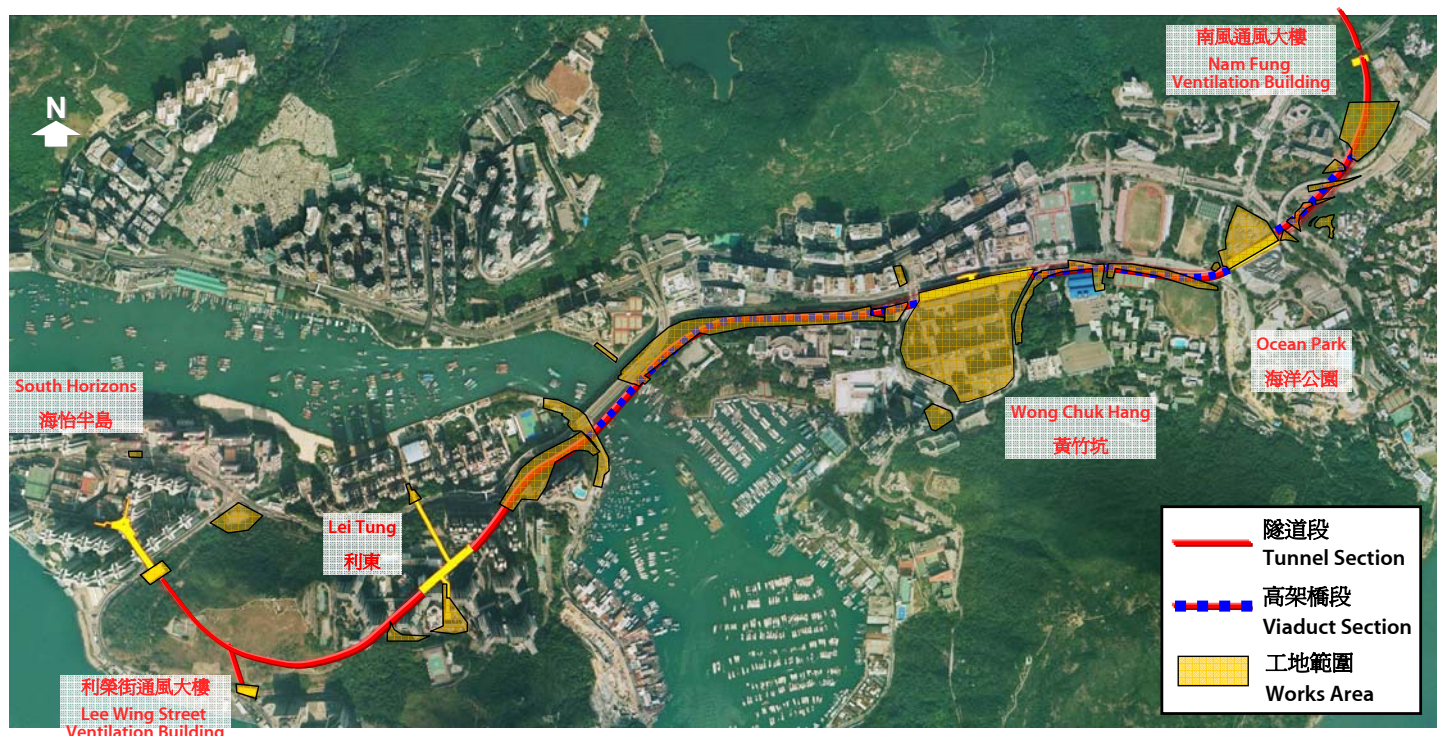 南風通風大樓
Nam Fung
Ventilation Building
N
South Horizons
海怡半島
Ocean Park
海洋公園
Wong Chuk Hang
黃竹坑
Lei Tung
利東
利榮街通風大樓
Lee Wing Street
Ventilation Building
隧道段
Tunnel Section
高架橋段
Viaduct Section
工地範圍
Works Area